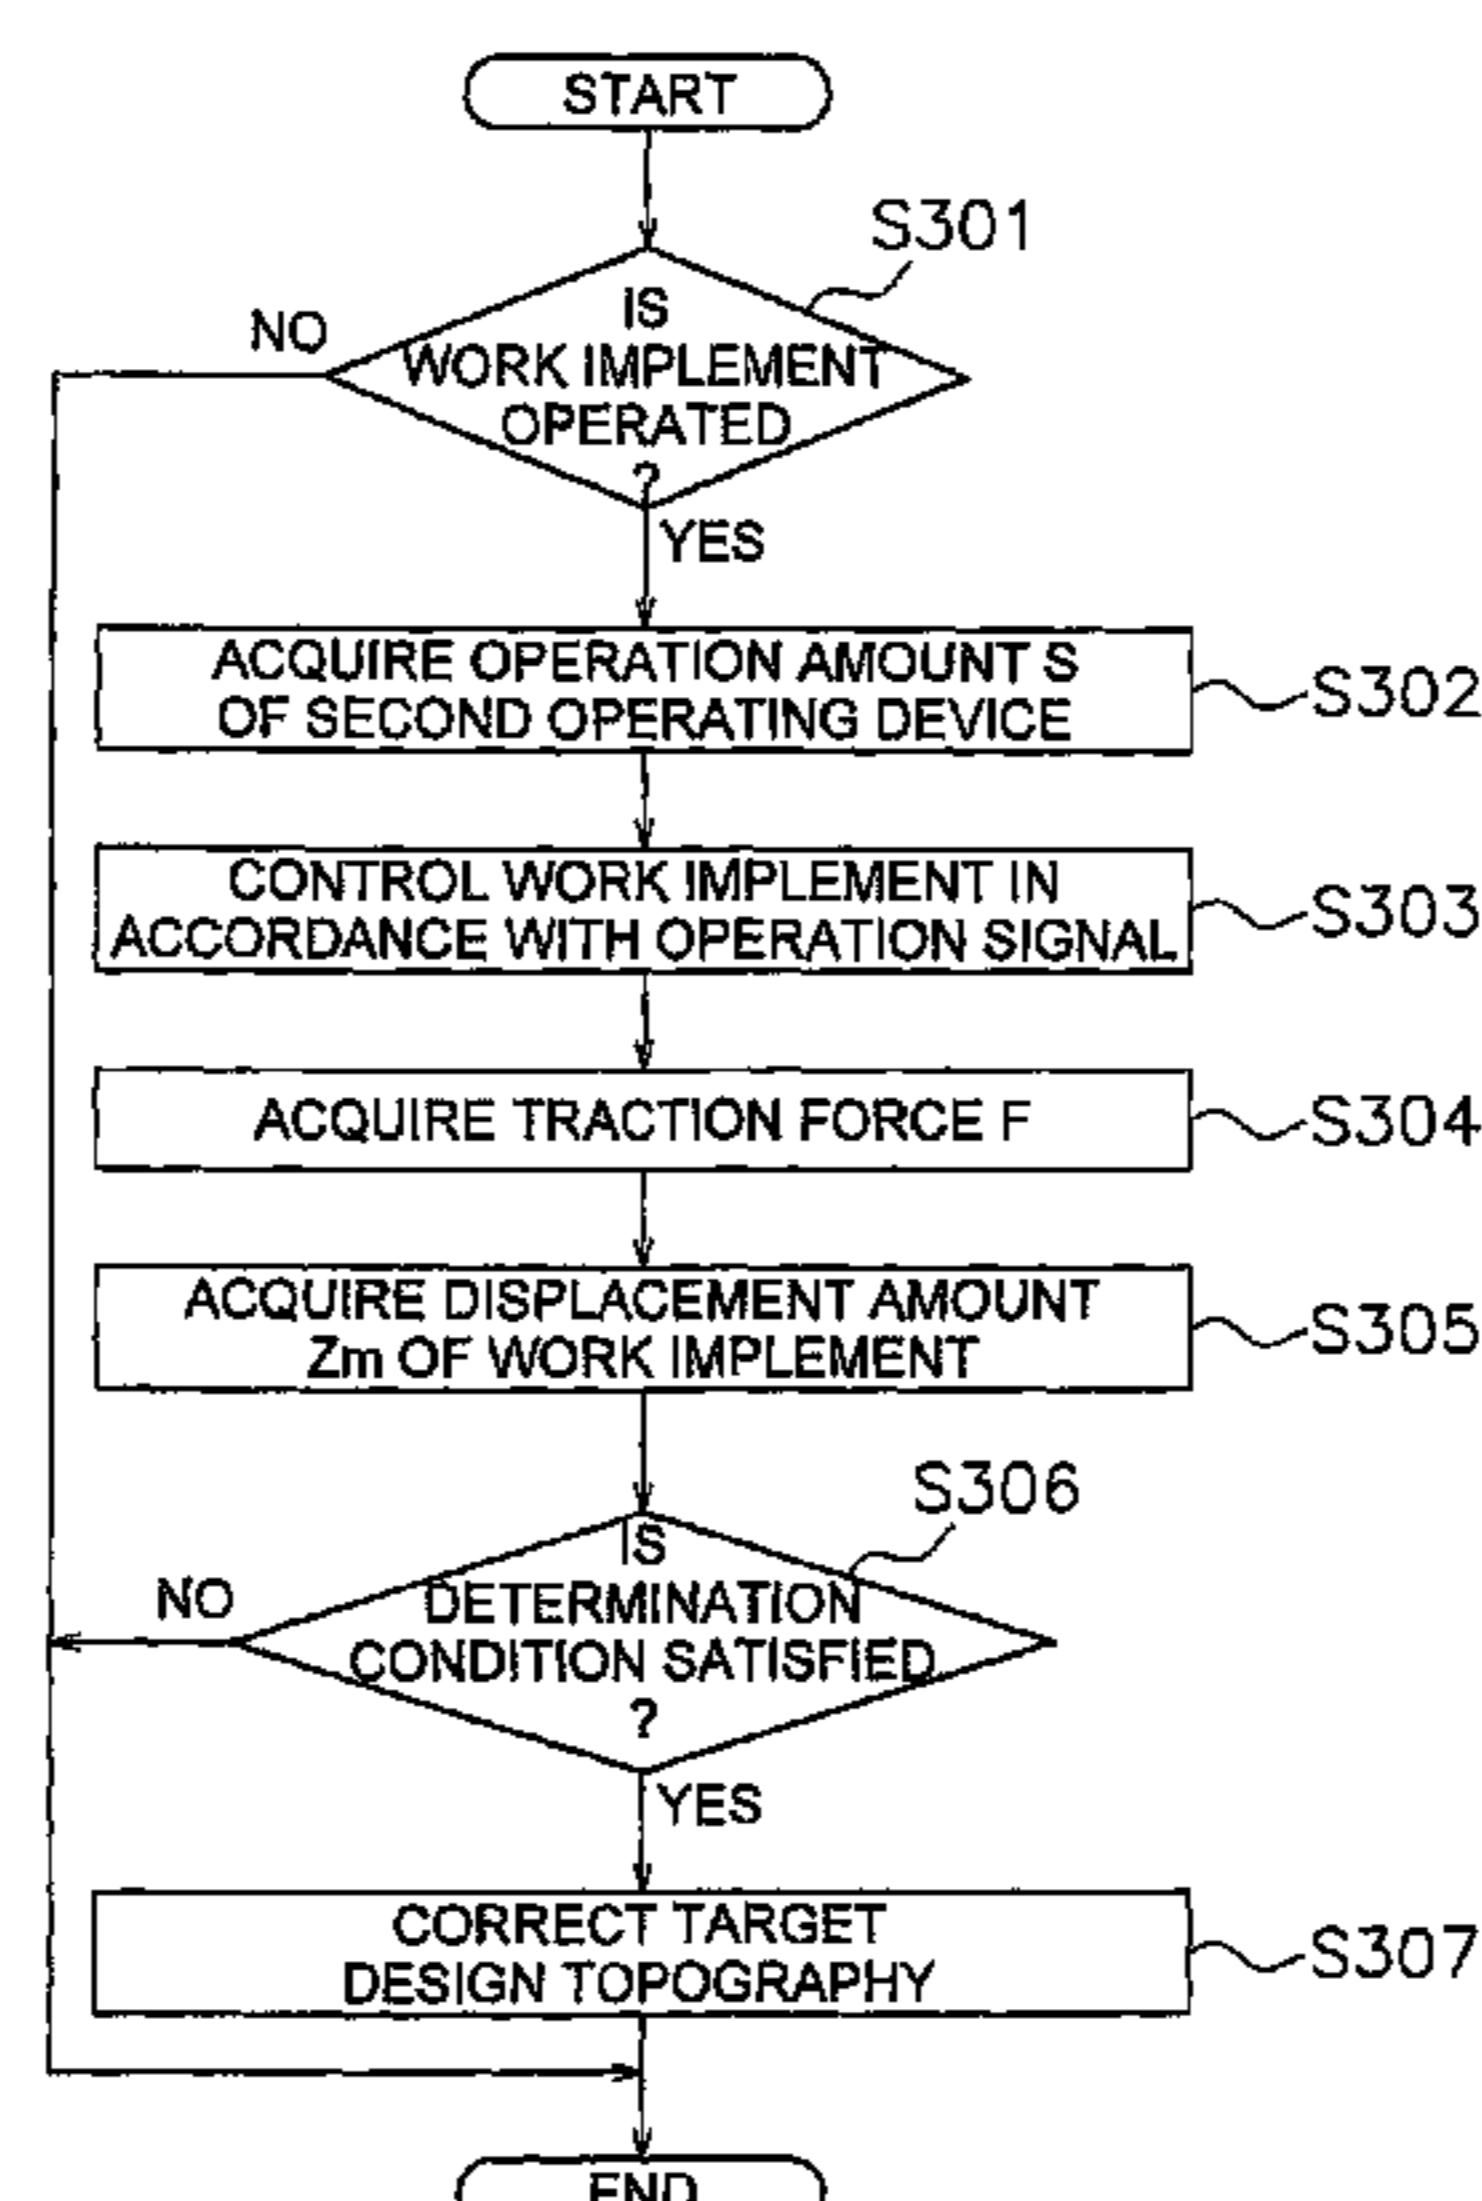 START
S301
NO
IS
WORK IMPLEMENT
OPERATED
?
YES
ACQUIRE OPERATION AMOUNT S
OF SECOND OPERATING DEVICE
S302
CONTROL WORK IMPLEMENT IN
ACCORDANCE WITH OPERATION SIGNAL
S303
ACQUIRE TRACTION FORCE F
S304
ACQUIRE DISPLACEMENT AMOUNT
Zm OF WORK IMPLEMENT
S305
S306
NO
IS
DETERMINATION
CONDITION SATISFIED
?
YES
CORRECT TARGET
DESIGN TOPOGRAPHY
S307
END